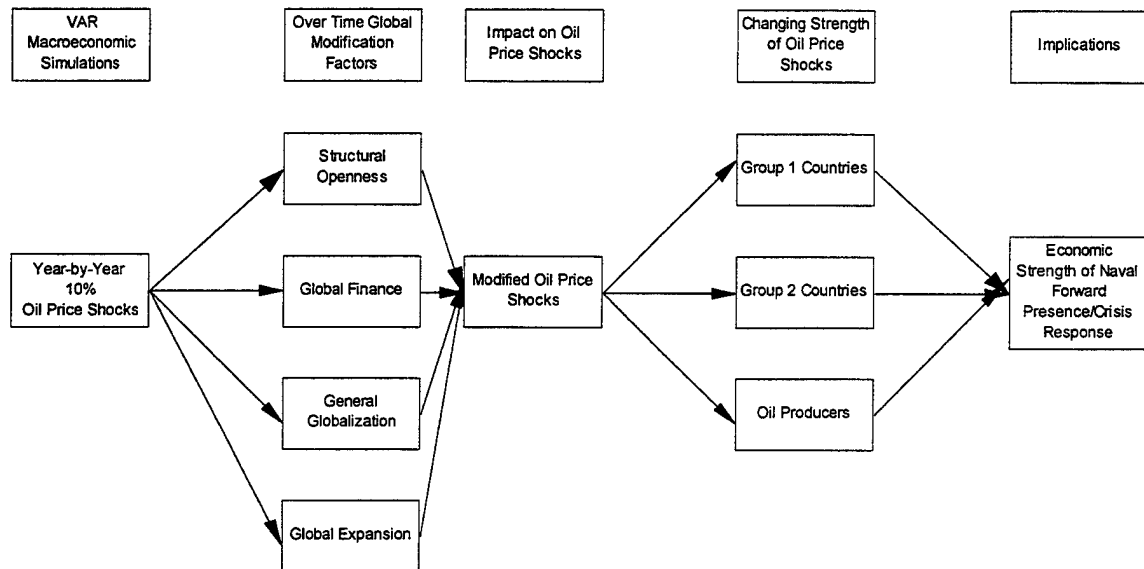 VAR
Macroeconomic
Simulations
Over Time Global
Modification
Factors
Impact on Oil
Price Shocks
Changing Strength
of Oil Price
Shocks
Implications
Structural
Openness
Group 1 Countries
Year-by-Year
10%
Oil Price Shocks
Global Finance
Modified Oil Price
Shocks
Group 2 Countries
Economic
Strength of Naval
Forward
Presence/Crisis
Response
General
Globalization
Oil Producers
Global Expansion